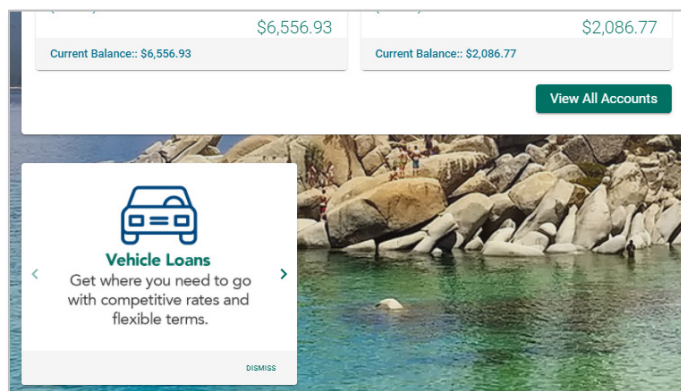 $6,556.93
$2,086.77
Current Balance:: $6,556.93
Current Balance:: $2,086.77
View All Accounts
Vehicle Loans
Get where you need to go
with competitive rates and
flexible terms.
DISMISS